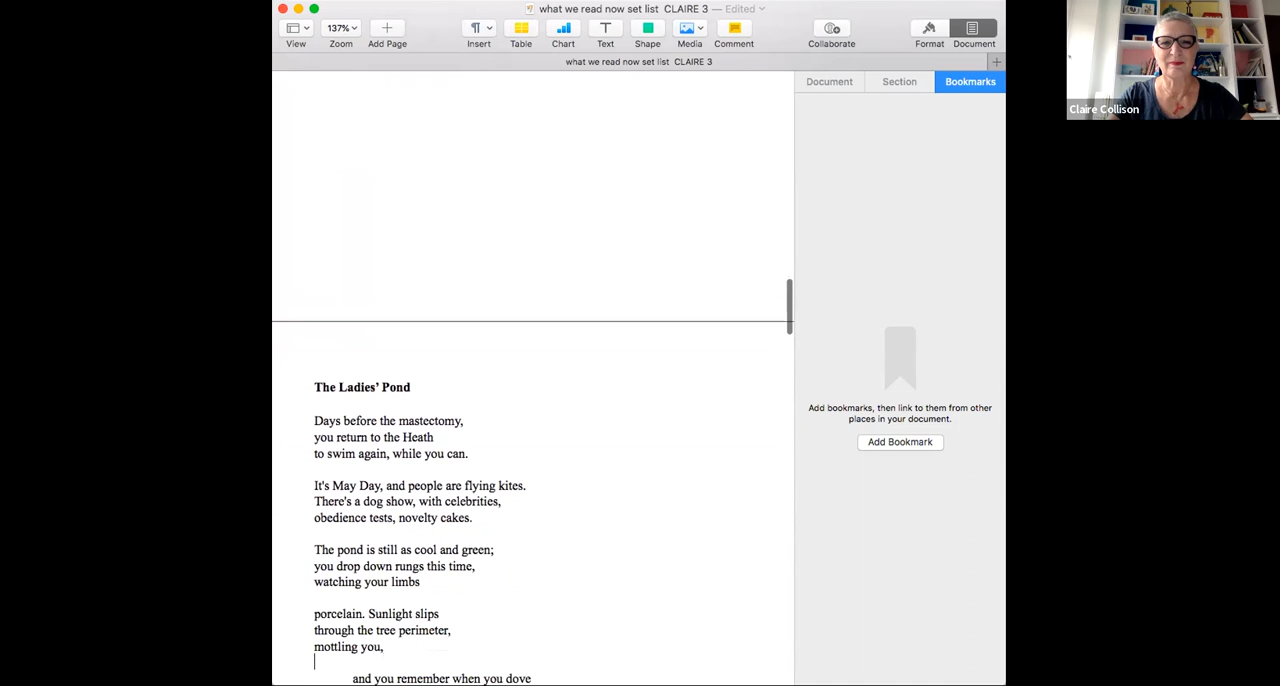 what we read now set list CLAIRE 3 — Edited
137%
View
Zoom
Add Page
Insert
Table
Chart
Text
Shape
Media
Comment
Collaborate
Format
Document
what we read now set list CLAIRE 3
Document
Section
Bookmarks
Claire Collison
The Ladies' Pond
Days before the mastectomy,
you return to the Heath
to swim again, while you can.
It's May Day, and people are flying kites.
There's a dog show, with celebrities,
obedience tests, novelty cakes.
The pond is still as cool and green;
you drop down rungs this time,
watching your limbs
porcelain. Sunlight slips
through the tree perimeter,
mottling you,
and you remember when you dove
Add bookmarks, then link to them from other
places in your document.
Add Bookmark